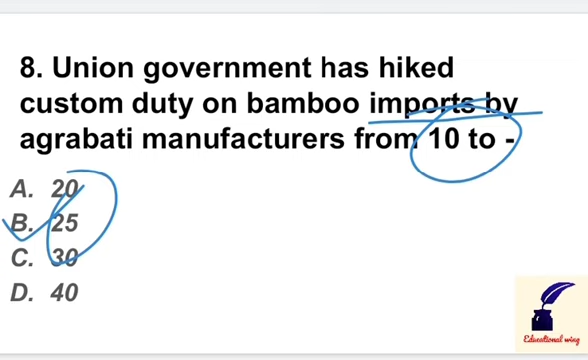 8. Union government has hiked
custom duty on bamboo imports by
agrabati manufacturers from 10 to -
A. 20
B. 25
C. 30
D. 40
Educational wing